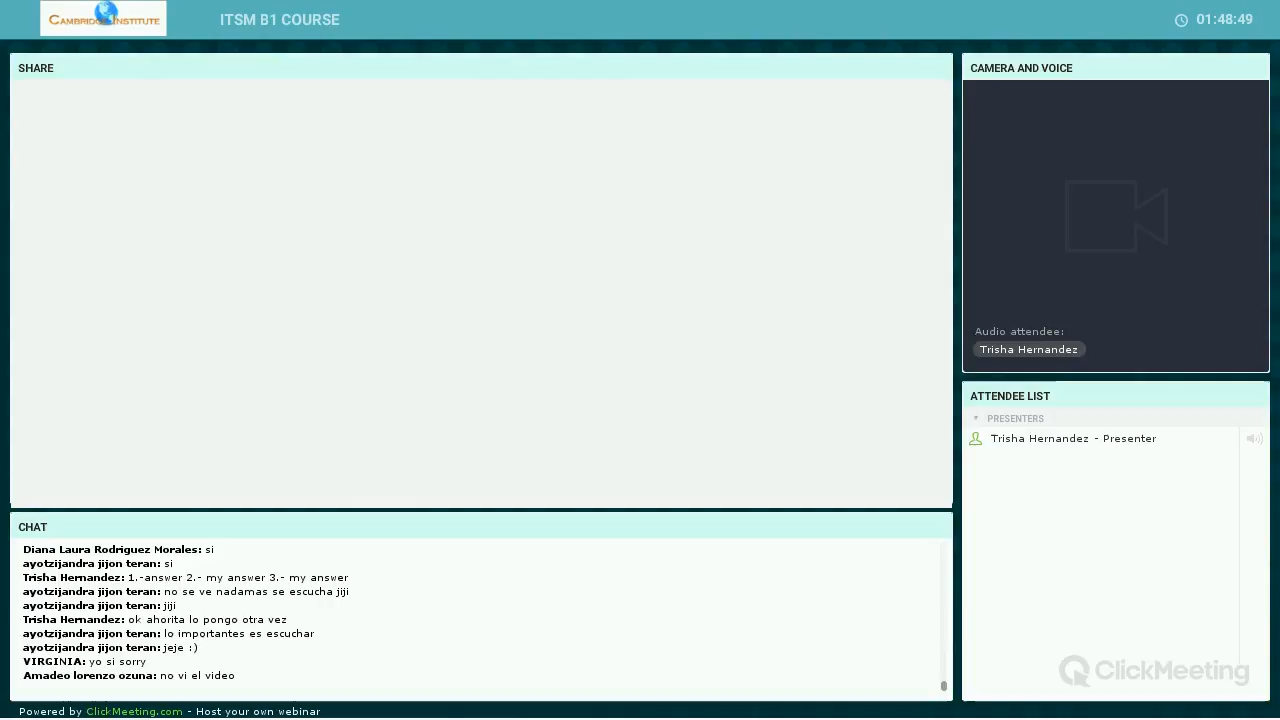 CAMBRIDGE INSTITUTE
ITSM B1 COURSE
01:48:49
SHARE
CAMERA AND VOICE
Audio attendee:
Trisha Hernandez
ATTENDEE LIST
PRESENTERS
Trisha Hernandez - Presenter
CHAT
Diana Laura Rodriguez Morales: si
ayotzijandra jijon teran: si
Trisha Hernandez: 1.-answer 2.- my answer 3.- my answer
ayotzijandra jijon teran: no se ve nadamas se escucha jiji
ayotzijandra jijon teran: jiji
Trisha Hernandez: ok ahorita lo pongo otra vez
ayotzijandra jijon teran: lo importantes es escuchar
ayotzijandra jijon teran: jeje :)
VIRGINIA: yo si sorry
Amadeo lorenzo ozuna: no vi el video
ClickMeeting
Powered by ClickMeeting.com - Host your own webinar